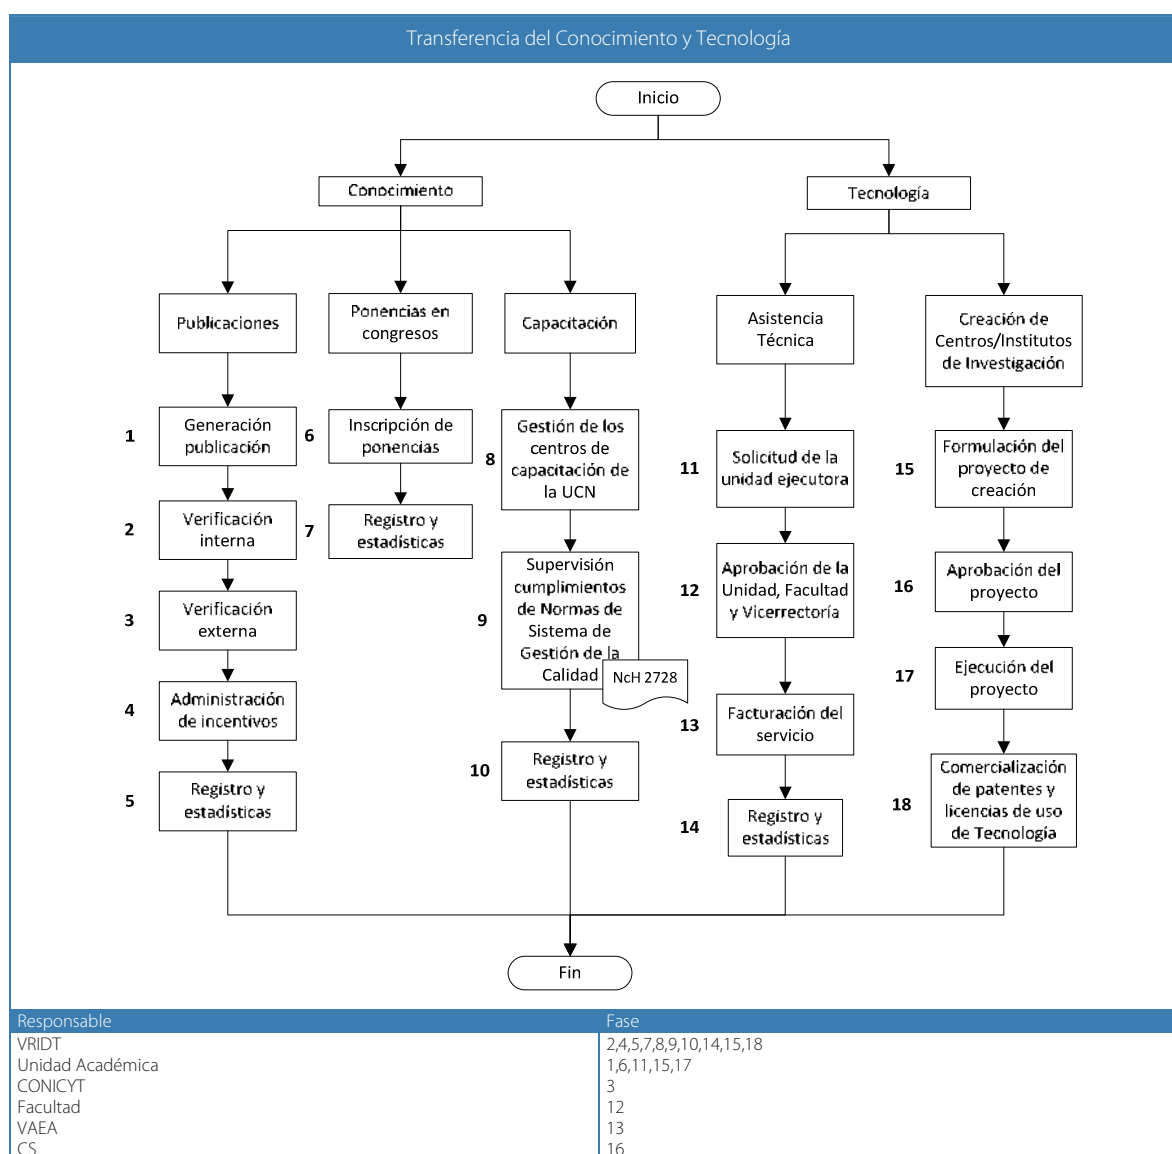 Transferencia del Conocimiento y Tecnología
Inicio
Conocimiento
Tecnología
Publicaciones
Ponencias en
congresos
Capacitación
Asistencia
Técnica
Creación de
Centros/Institutos
de Investigación
1
Generación
publicación
2
Verificación
interna
3
Verificación
externa
4
Administración
de incentivos
5
Registro y
estadísticas
6
Inscripción de
ponencias
7
Registro y
estadísticas
8
Gestión de los
centros de
capacitación de
la UCN
9
Supervisión
cumplimientos
de Normas de
Sistema de
Gestión de la
Calidad
NcH 2728
10
Registro y
estadísticas
11
Solicitud de la
unidad ejecutora
12
Aprobación de la
Unidad, Facultad
y Vicerrectoría
13
Facturación del
servicio
14
Registro y
estadísticas
15
Formulación del
proyecto de
creación
16
Aprobación del
proyecto
17
Ejecución del
proyecto
18
Comercialización
de patentes y
licencias de uso
de Tecnología
Fin
Responsable Fase
VRIDT 2,4,5,7,8,9,10,14,15,18
Unidad Académica 1,6,11,15,17
CONICYT 3
Facultad 12
VAEA 13
CS 16